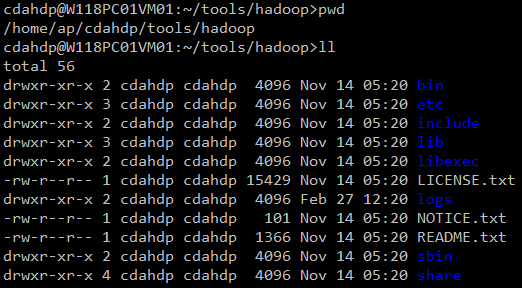 cdahdp@W118PC01VM01:~/tools/hadoop>pwd
/home/ap/cdahdp/tools/hadoop
cdahdp@W118PC01VM01:~/tools/hadoop>ll
total 56
drwxr-xr-x 2 cdahdp cdahdp  4096 Nov 14 05:20 bin
drwxr-xr-x 3 cdahdp cdahdp  4096 Nov 14 05:20 etc
drwxr-xr-x 2 cdahdp cdahdp  4096 Nov 14 05:20 include
drwxr-xr-x 3 cdahdp cdahdp  4096 Nov 14 05:20 lib
drwxr-xr-x 2 cdahdp cdahdp  4096 Nov 14 05:20 libexec
-rw-r--r-- 1 cdahdp cdahdp 15429 Nov 14 05:20 LICENSE.txt
drwxr-xr-x 2 cdahdp cdahdp  4096 Feb 27 12:20 logs
-rw-r--r-- 1 cdahdp cdahdp   101 Nov 14 05:20 NOTICE.txt
-rw-r--r-- 1 cdahdp cdahdp  1366 Nov 14 05:20 README.txt
drwxr-xr-x 2 cdahdp cdahdp  4096 Nov 14 05:20 sbin
drwxr-xr-x 4 cdahdp cdahdp  4096 Nov 14 05:20 share